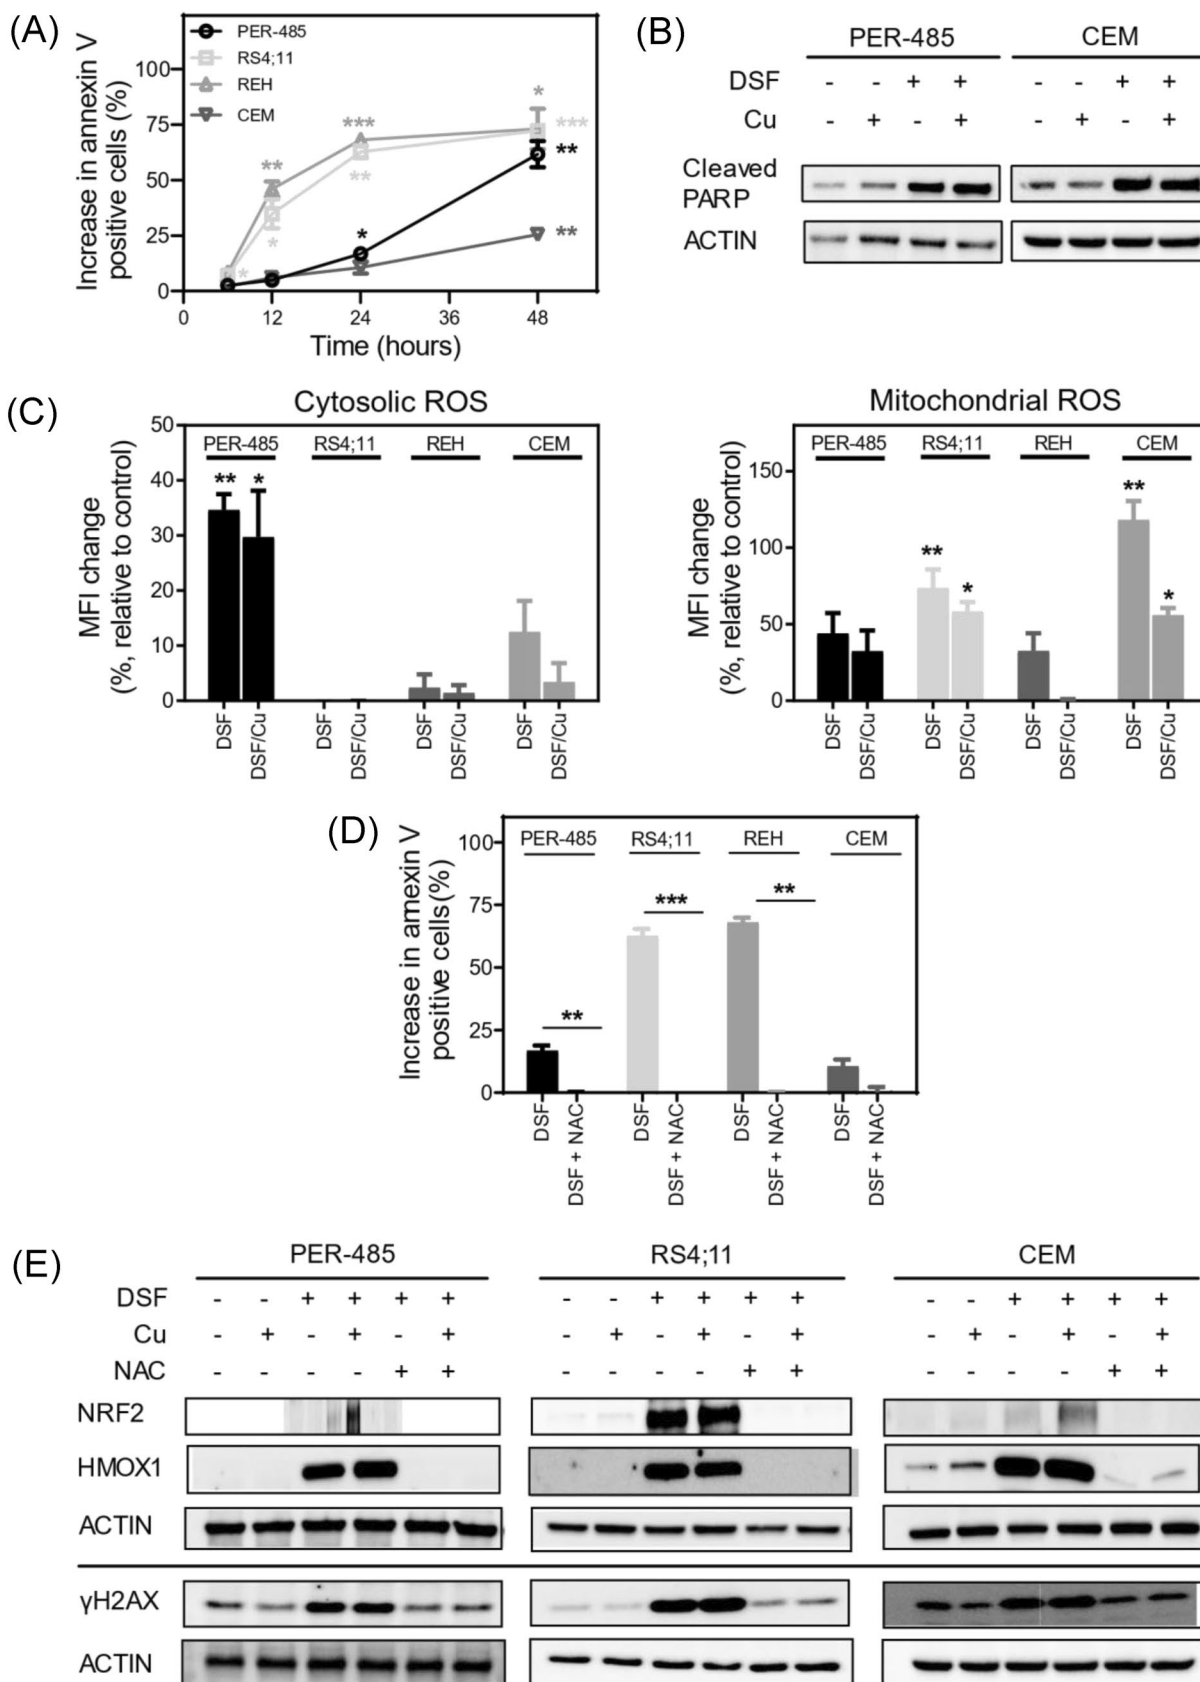 (A)
Increase in annexin V
positive cells (%)
PER-485
RS4;11
REH
CEM
100
75
50
25
0
0 12 24 36 48
Time (hours)
* ** * *** ** * * *** ** **
(B)
PER-485 CEM
DSF - - + + - - + +
Cu - + - + - + - +
Cleaved
PARP
ACTIN
(C)
Cytosolic ROS
MFI change
(%, relative to control)
50
40
30
20
10
0
PER-485 RS4;11 REH CEM
** *
DSF DSF/Cu DSF DSF/Cu DSF DSF/Cu DSF DSF/Cu
Mitochondrial ROS
MFI change
(%, relative to control)
150
100
50
0
PER-485 RS4;11 REH CEM
** * ** *
DSF DSF/Cu DSF DSF/Cu DSF DSF/Cu DSF DSF/Cu
(D)
Increase in annexin V
positive cells (%)
100
75
50
25
0
PER-485 RS4;11 REH CEM
** *** **
DSF DSF + NAC DSF DSF + NAC DSF DSF + NAC DSF DSF + NAC
(E)
PER-485 RS4;11 CEM
DSF - - + + + + - - + + + + - - + + + +
Cu - + - + - + - + - + - + - + - + - +
NAC - - - - + + - - - - + + - - - - + +
NRF2
HMOX1
ACTIN
γH2AX
ACTIN